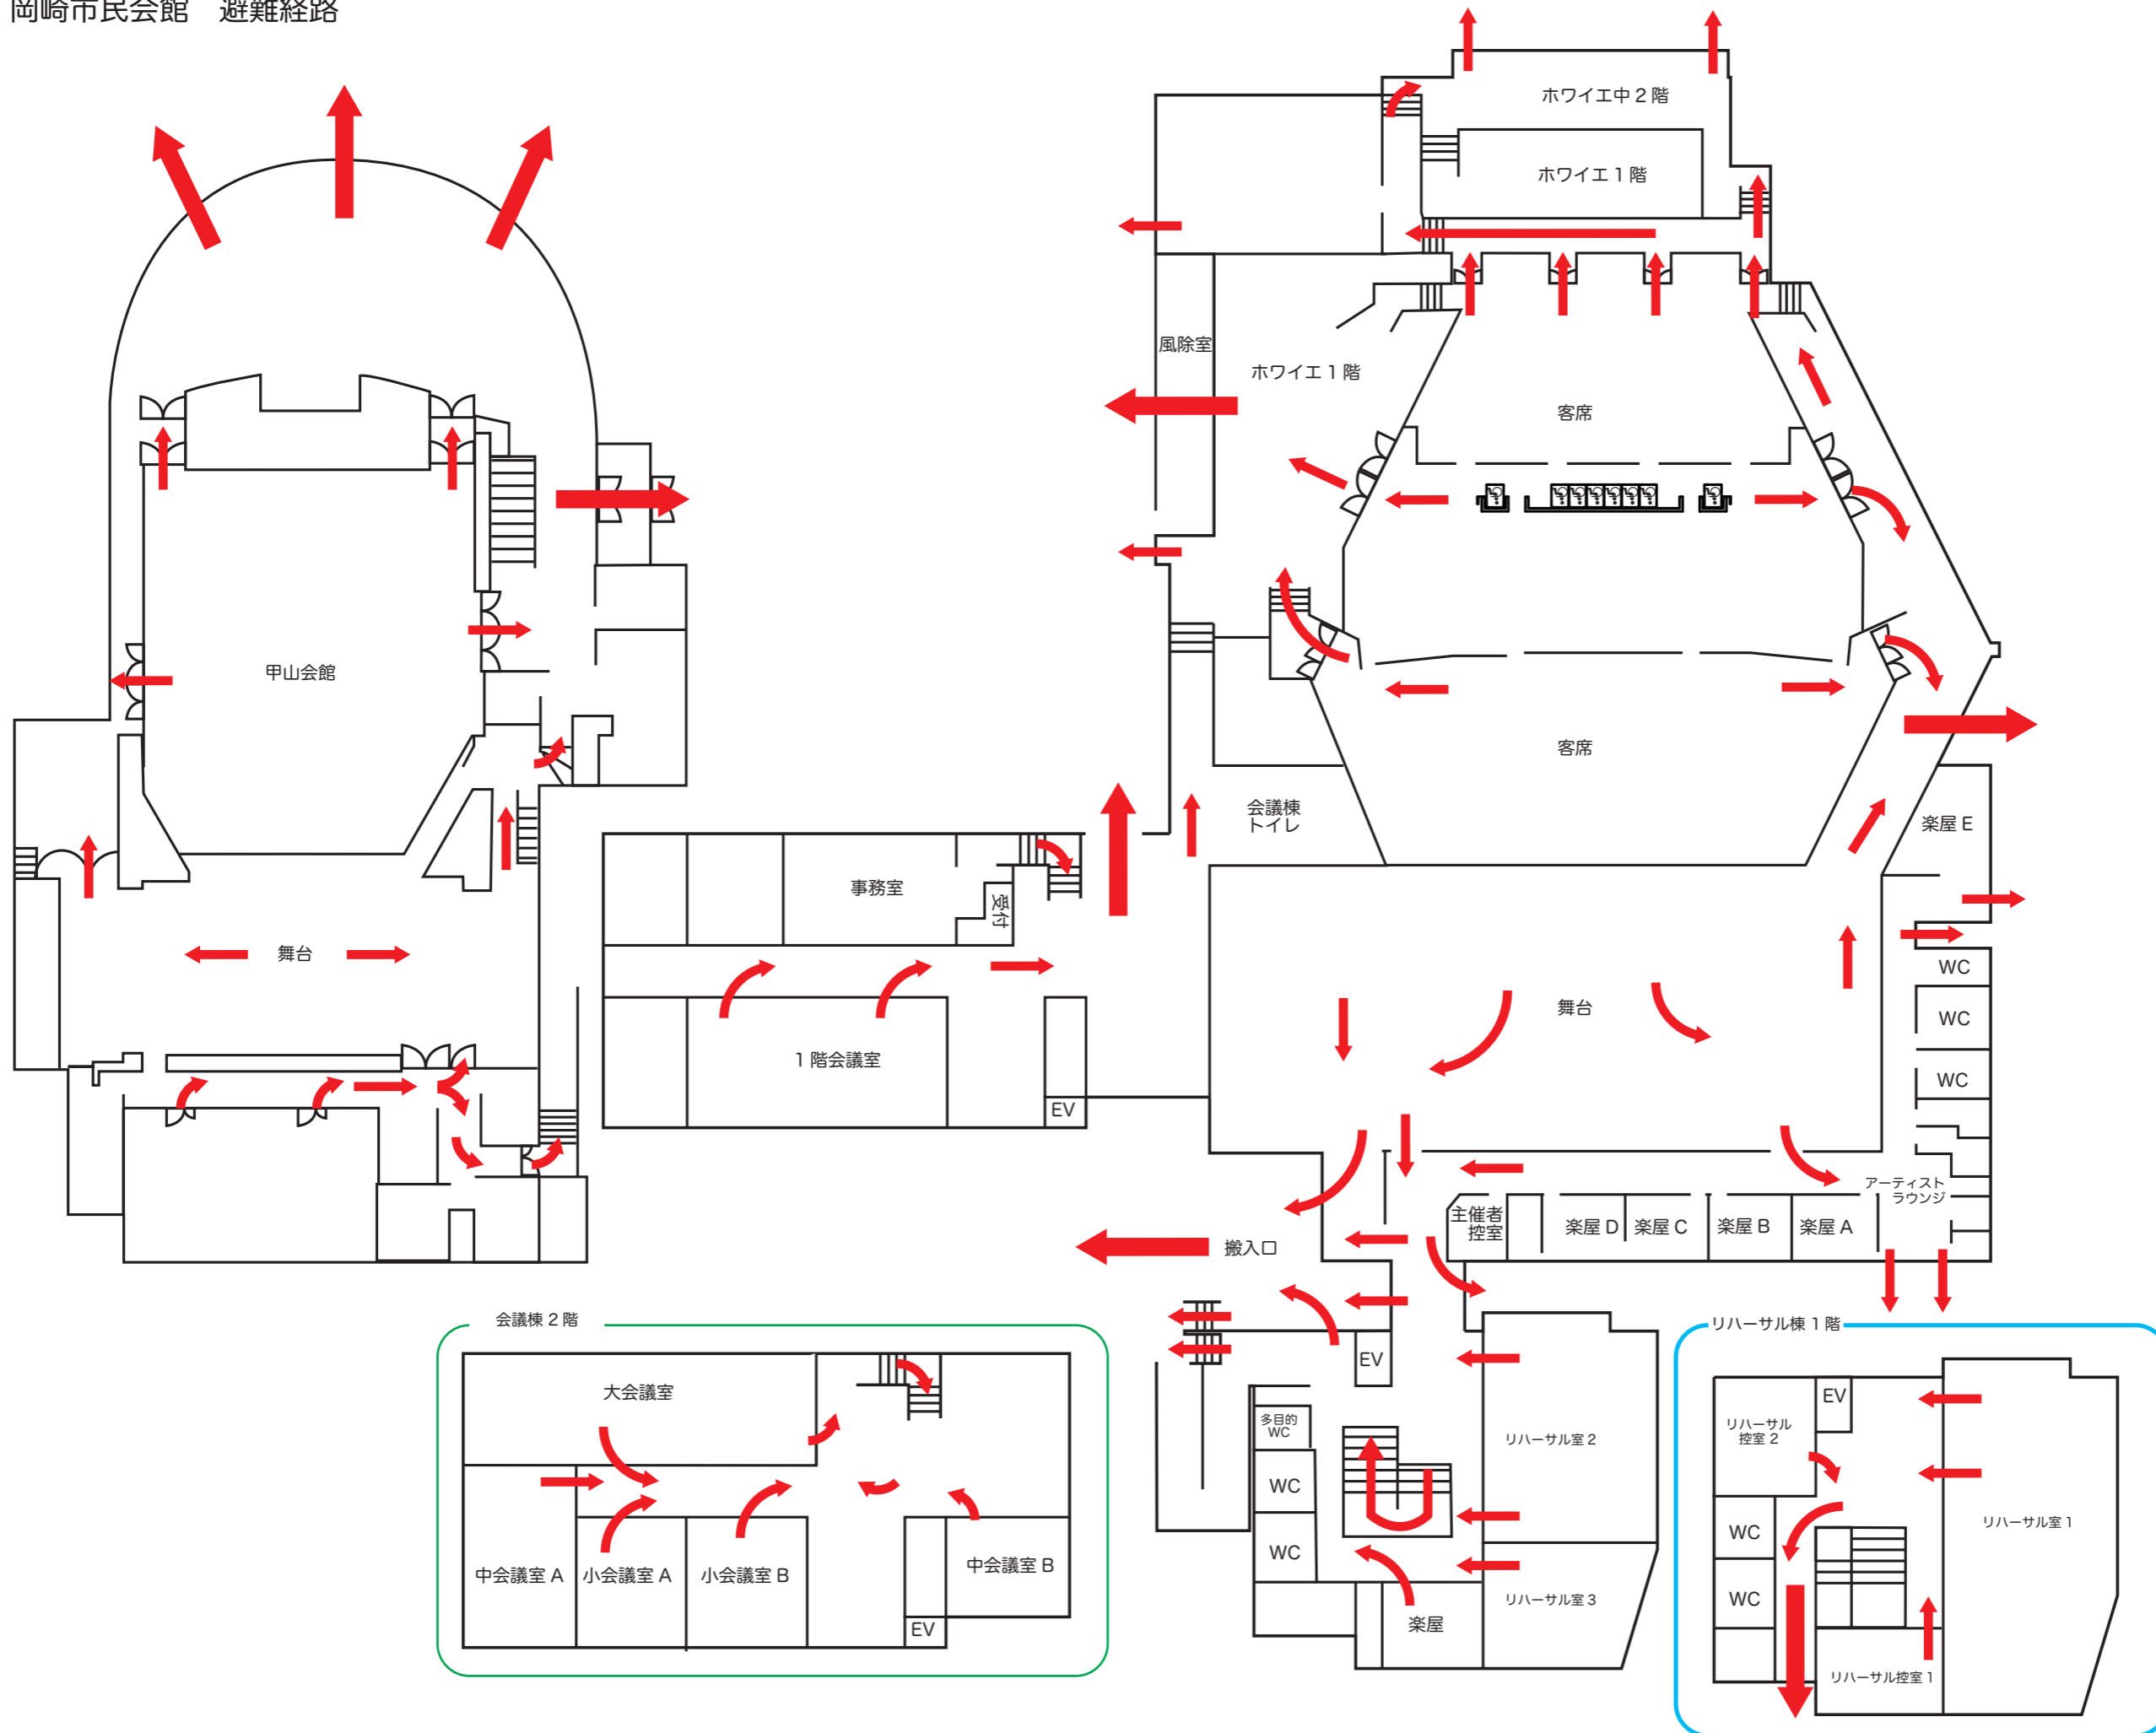 岡崎市民会館　避難経路
ホワイエ中２階
ホワイエ１階
風除室
ホワイエ１階
客席
甲山会館
客席
会議棟
トイレ
楽屋 E
事務室
受付
舞台
WC
舞台
WC
1 階会議室
WC
EV
アーティスト
ラウンジ
主催者
控室
楽屋 D
楽屋 C
楽屋 B
楽屋 A
搬入口
会議棟 2 階
リハーサル棟 1 階
EV
大会議室
EV
多目的
WC
リハーサル
控室 2
リハーサル室 2
WC
リハーサル室 1
WC
WC
中会議室 A
小会議室 A
小会議室 B
中会議室 B
WC
リハーサル室 3
EV
楽屋
リハーサル控室 1